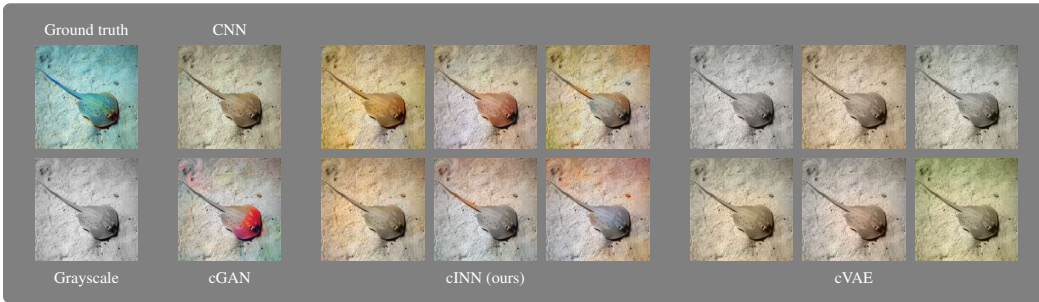 Ground truth
CNN
Grayscale
cGAN
cINN (ours)
cVAE